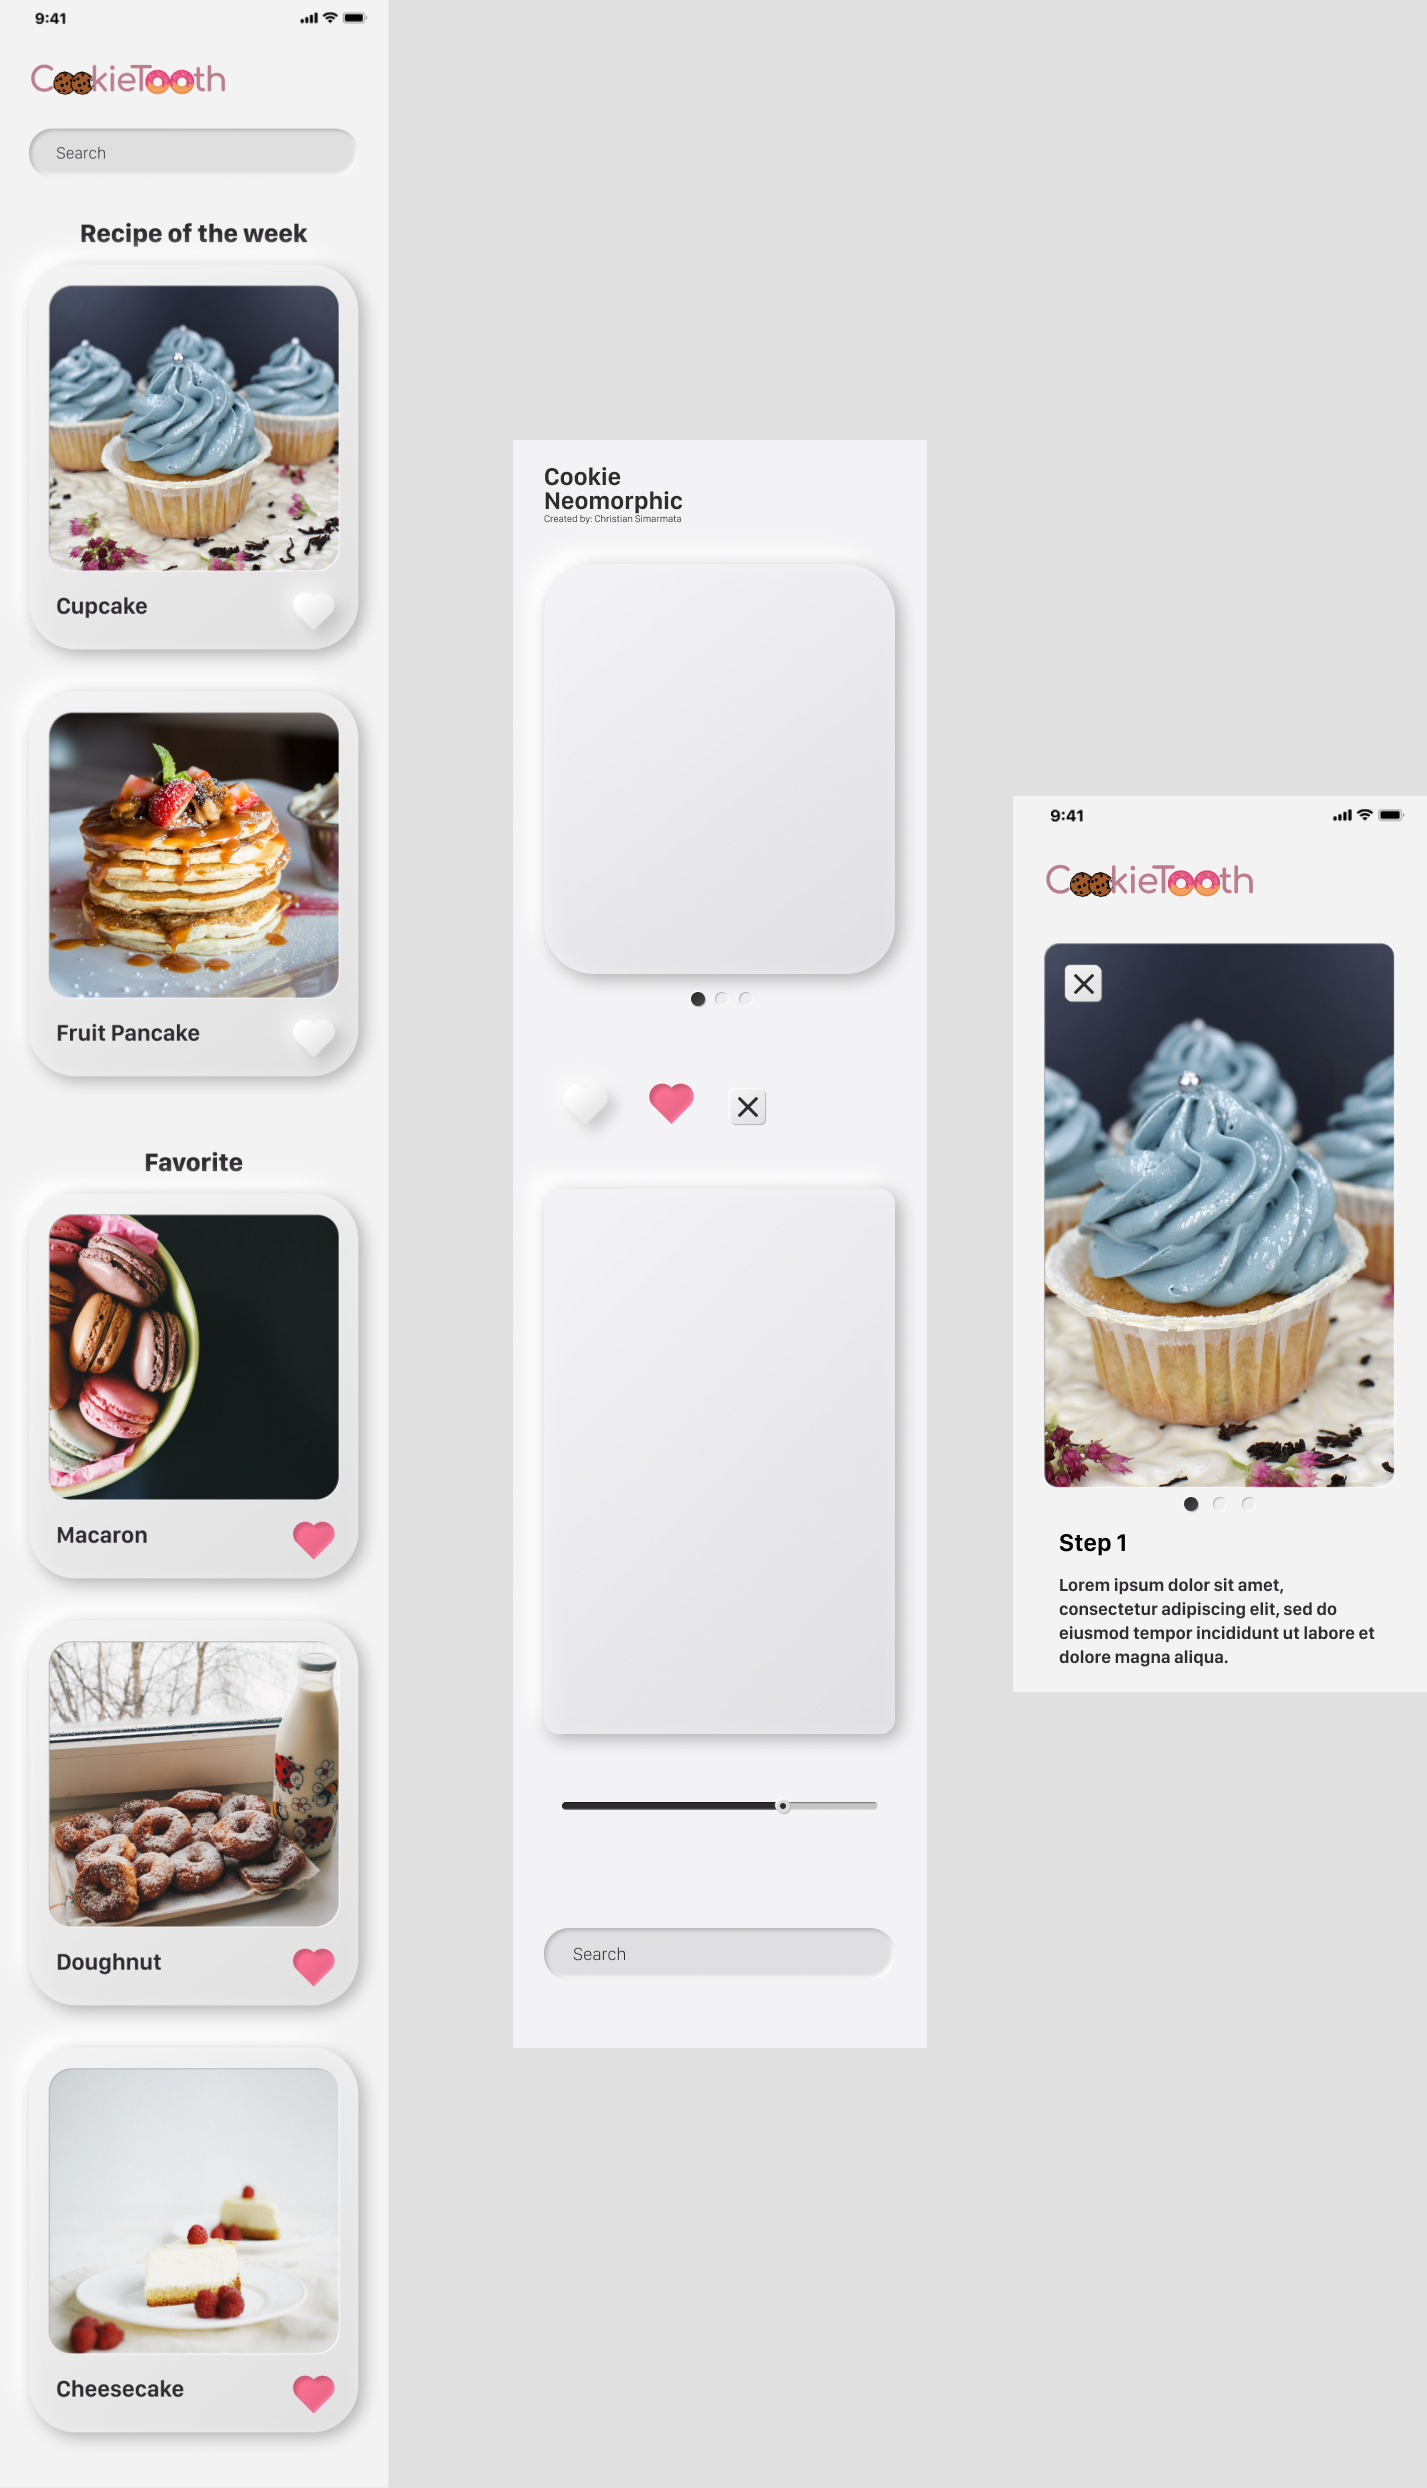 9:41
CookieTooth
Search
Recipe of the week
Cupcake
Fruit Pancake
Favorite
Macaron
Doughnut
Cheesecake
Cookie
Neomorphic
Created by: Christian Simarmata
Search
9:41
CookieTooth
Step 1
Lorem ipsum dolor sit amet,
consectetur adipiscing elit, sed do
eiusmod tempor incididunt ut labore et
dolore magna aliqua.